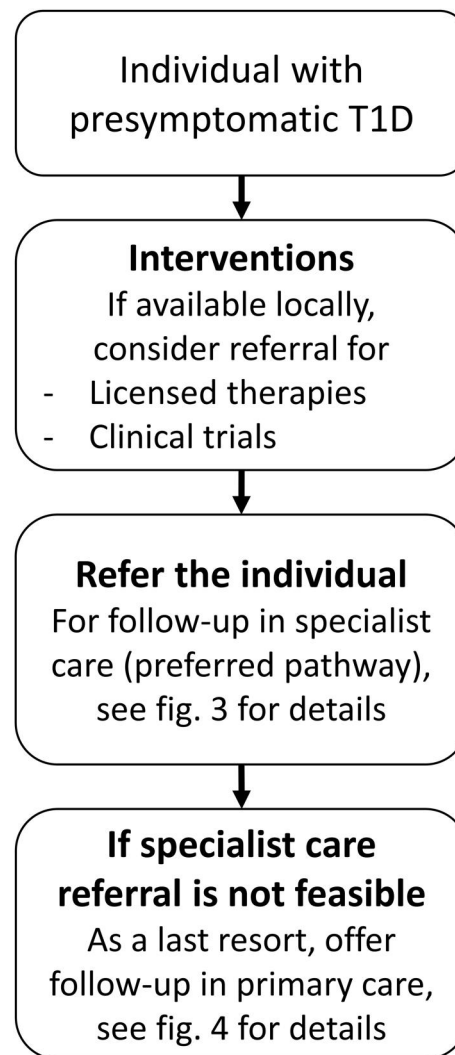 Individual with
presymptomatic T1D
Interventions
If available locally,
consider referral for
- Licensed therapies
- Clinical trials
Refer the individual
For follow-up in specialist
care (preferred pathway),
see fig. 3 for details
If specialist care
referral is not feasible
As a last resort, offer
follow-up in primary care,
see fig. 4 for details